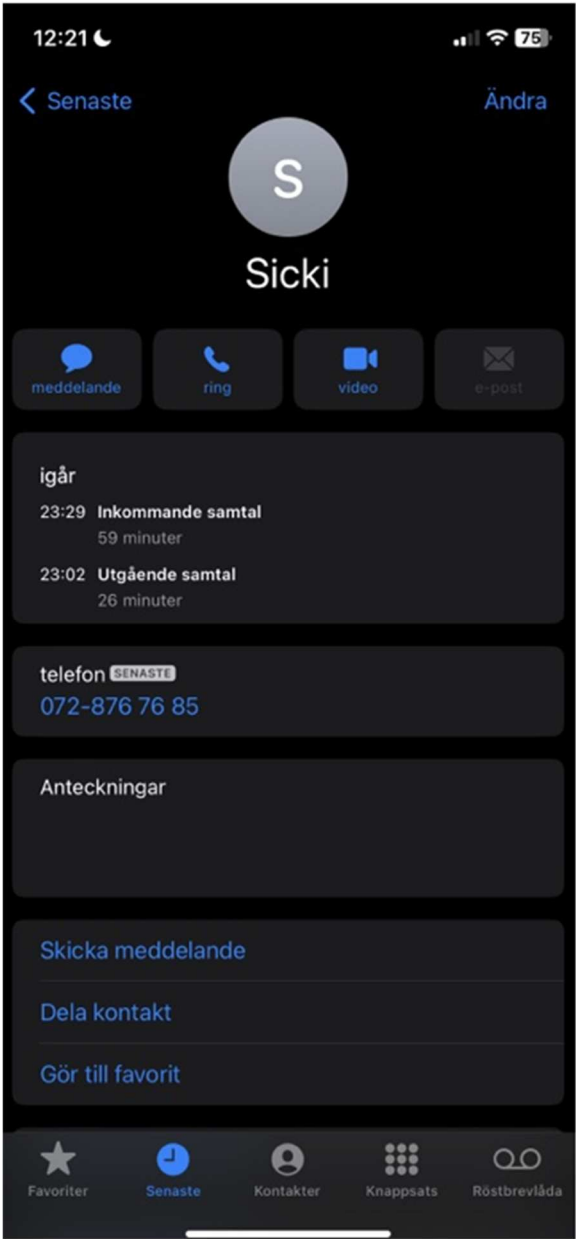 12:21
75
Senaste
Ändra
S
Sicki
meddelande
ring
video
e-post
igår
23:29 Inkommande samtal
59 minuter
23:02 Utgående samtal
26 minuter
telefon SENASTE
072-876 76 85
Anteckningar
Skicka meddelande
Dela kontakt
Gör till favorit
Favoriter
Senaste
Kontakter
Knappsats
Röstbrevlåda